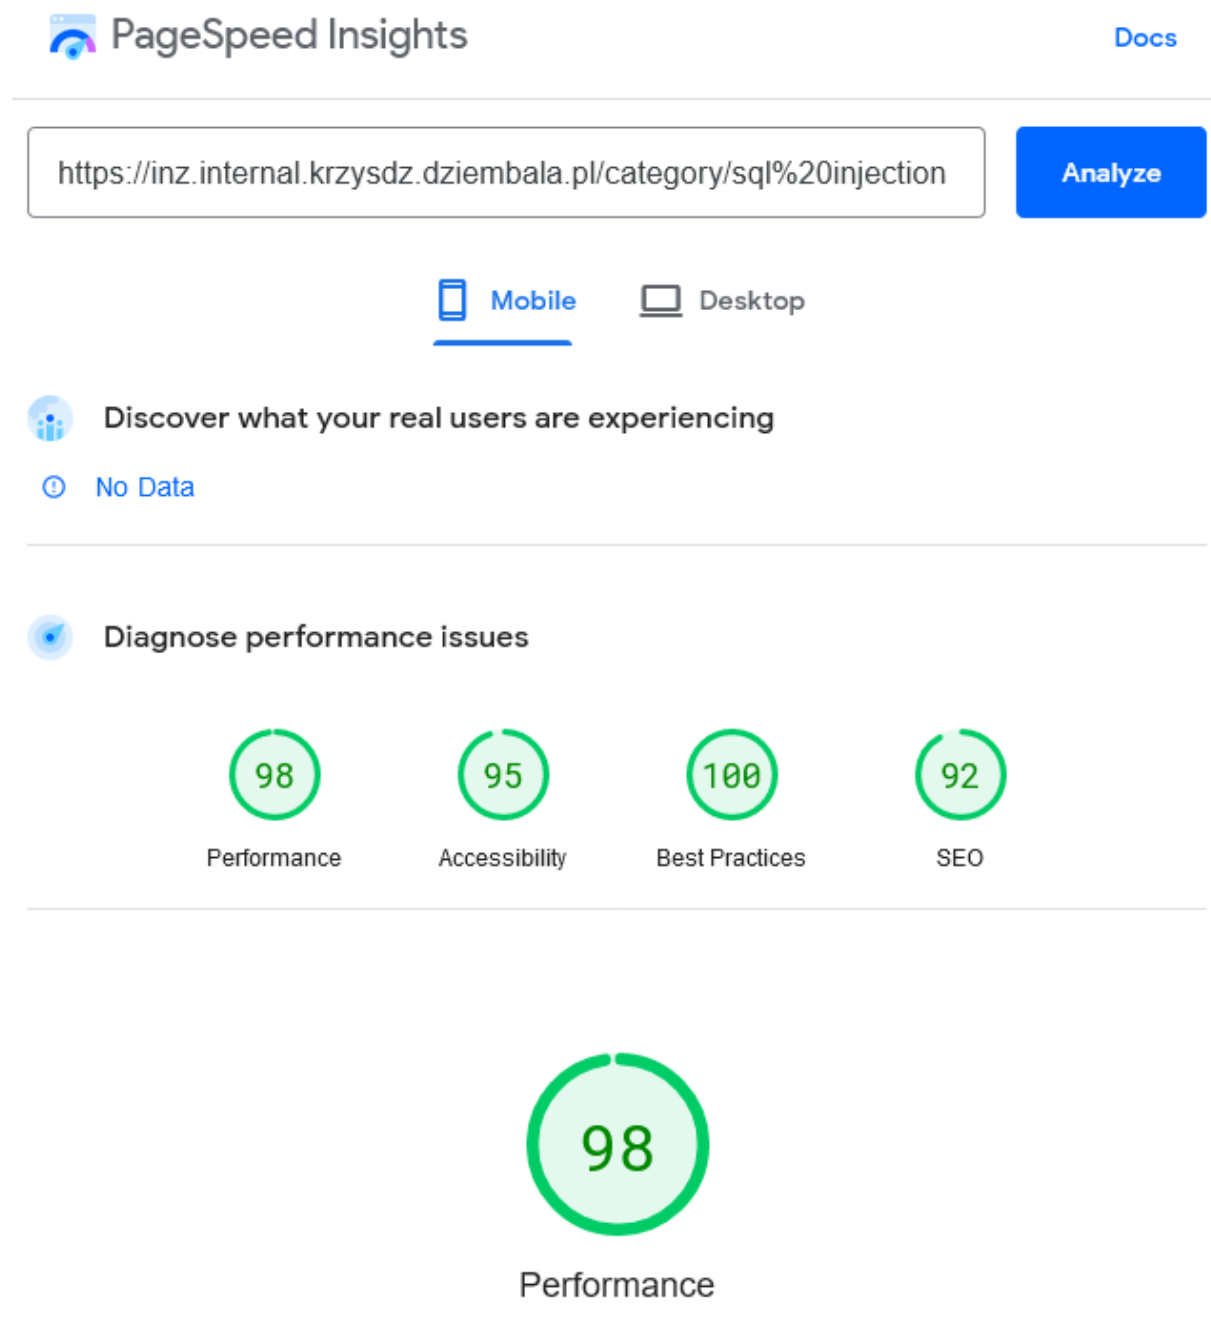 PageSpeed Insights
Docs
https://inz.internal.krzysdz.dziembala.pl/category/sql%20injection
Analyze
Mobile
Desktop
Discover what your real users are experiencing
No Data
Diagnose performance issues
98
95
100
92
Performance
Accessibility
Best Practices
SEO
98
Performance